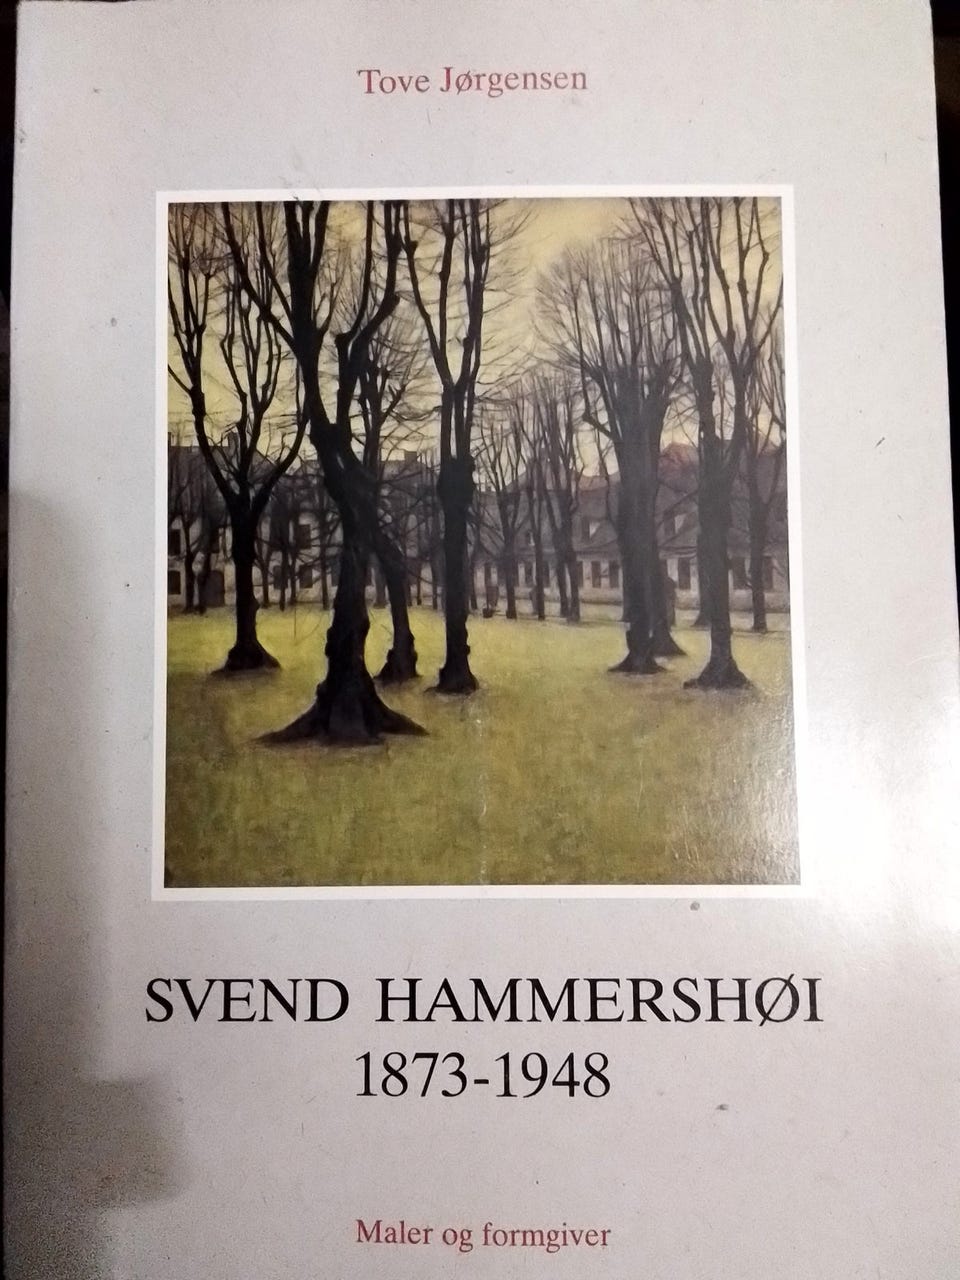 Tove Jørgensen
SVEND HAMMERSHØI
1873-1948
Maler og formgiver